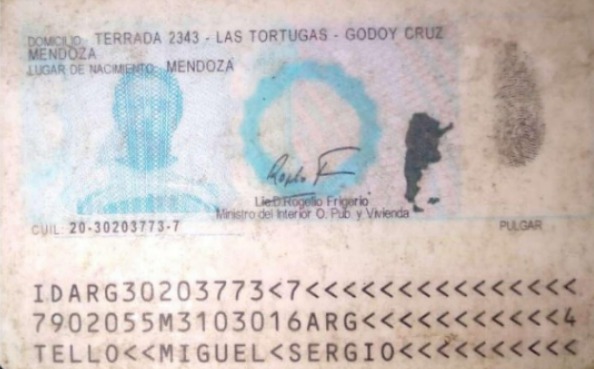 DOMICILIO: TERRADA 2343 - LAS TORTUGAS - GODOY CRUZ
MENDOZA
LUGAR DE NACIMIENTO: MENDOZA
Lic. Rogelio Frigerio
Ministro del Interior O. Pub. y Vivienda
CUIL: 20-30203773-7
PULGAR
IDARG30203773<7<<<<<<<<<<<<<<<
7902055M3103016ARG<<<<<<<<<<<4
TELLO<<MIGUEL<SERGIO<<<<<<<<<<